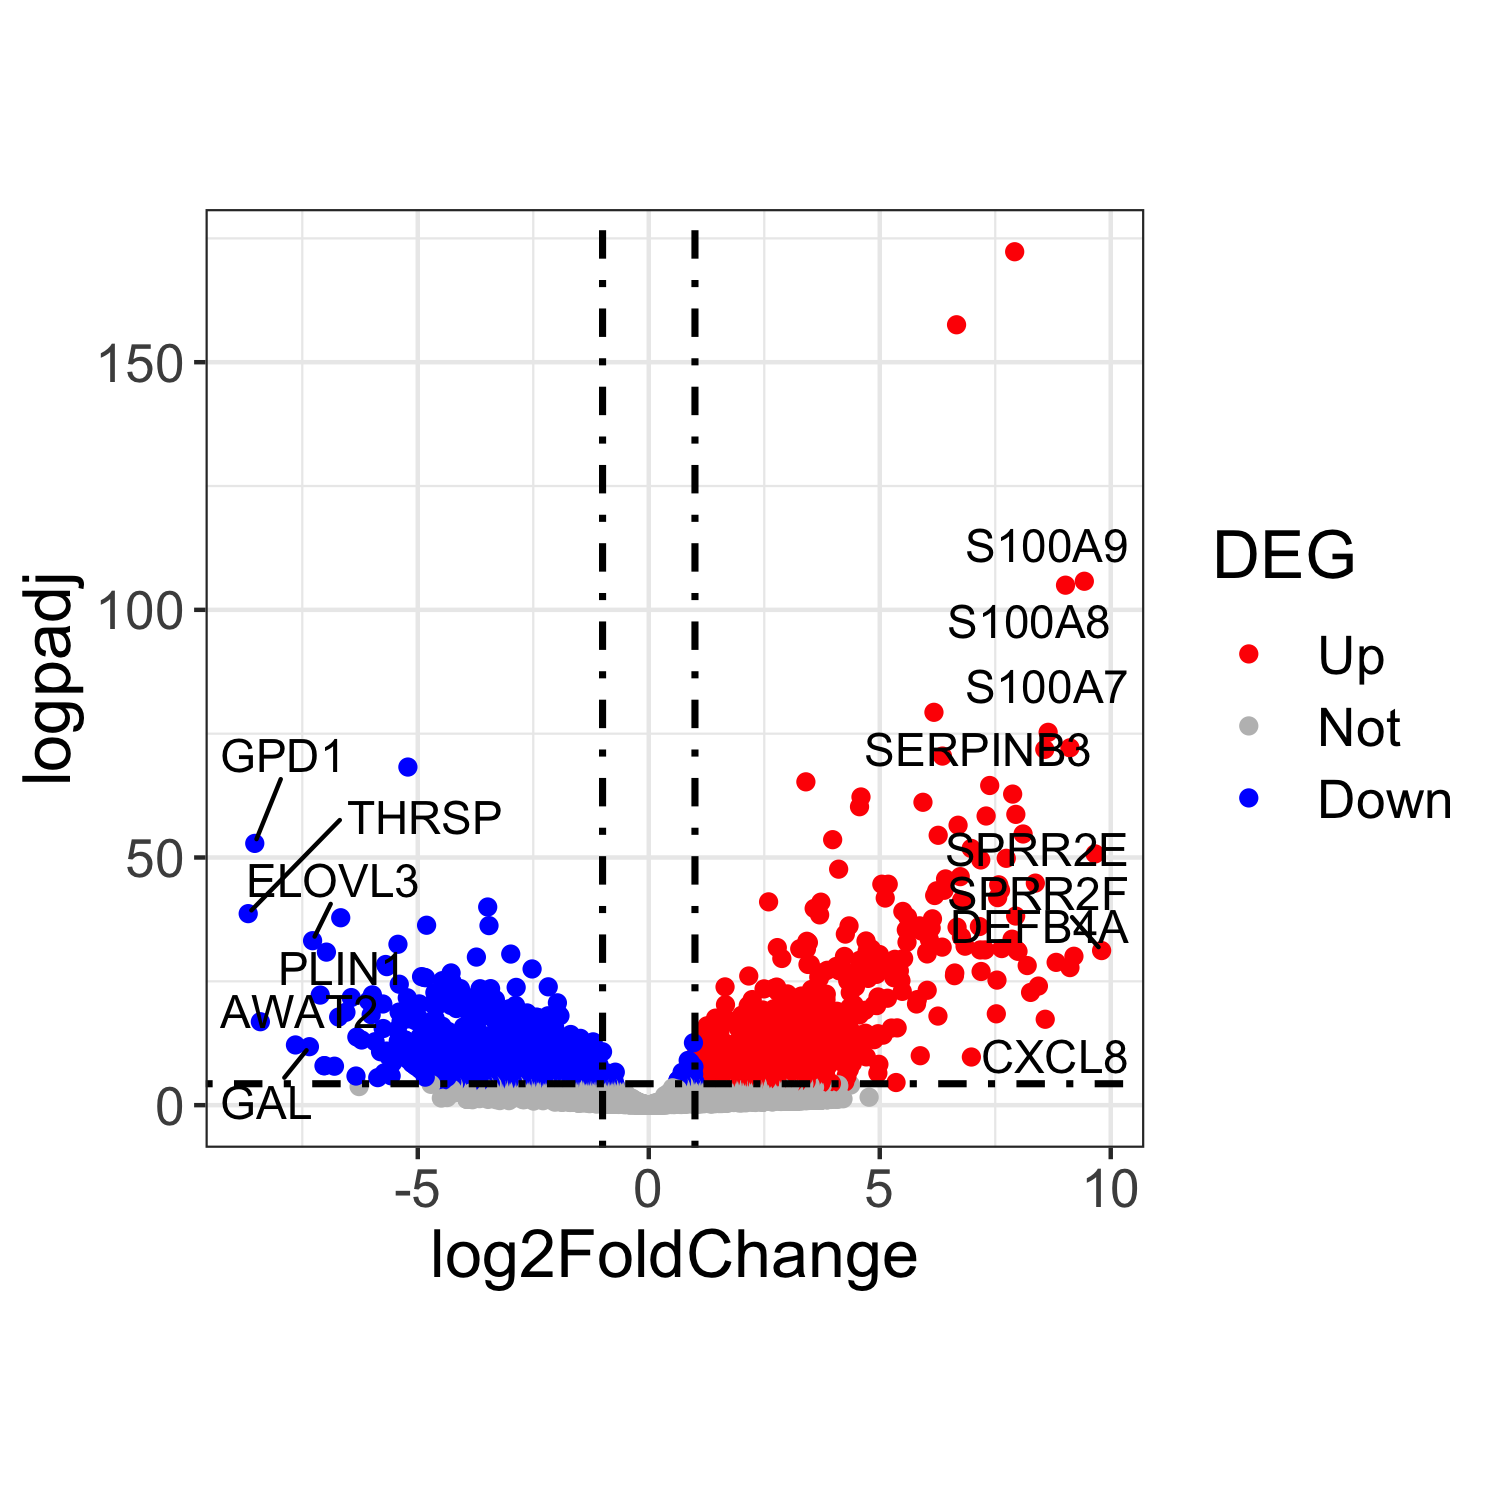 S100A9
S100A8
S100A7
SERPINB3
SPRR2E
SPRR2F
DEFB4A
CXCL8
GPD1
THRSP
ELOVL3
PLIN1
AWAT2
GAL
150
100
50
0
-5
0
5
10
log2FoldChange
logpadj
DEG
Up
Not
Down